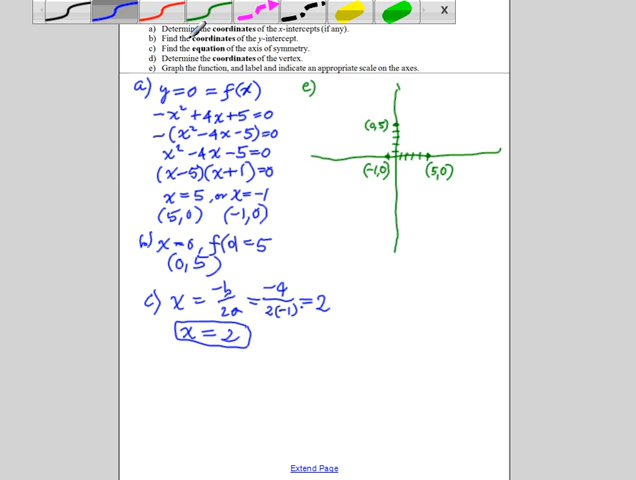 a) Determine the coordinates of the x-intercepts (if any).
b) Find the coordinates of the y-intercept.
c) Find the equation of the axis of symmetry.
d) Determine the coordinates of the vertex.
e) Graph the function, and label and indicate an appropriate scale on the axes.
a) y=0 = f(x)
-x² + 4x + 5 = 0
-(x² - 4x - 5) = 0
x² - 4x - 5 = 0
(x-5)(x+1) = 0
x = 5, or x = -1
(5, 0) (-1, 0)
b) x = 0, f(0) = 5
(0, 5)
c) x = -b/2a = -4/2(-1) = 2
x = 2
e)
(0,5)
(-1,0) (5,0)
Extend Page
X